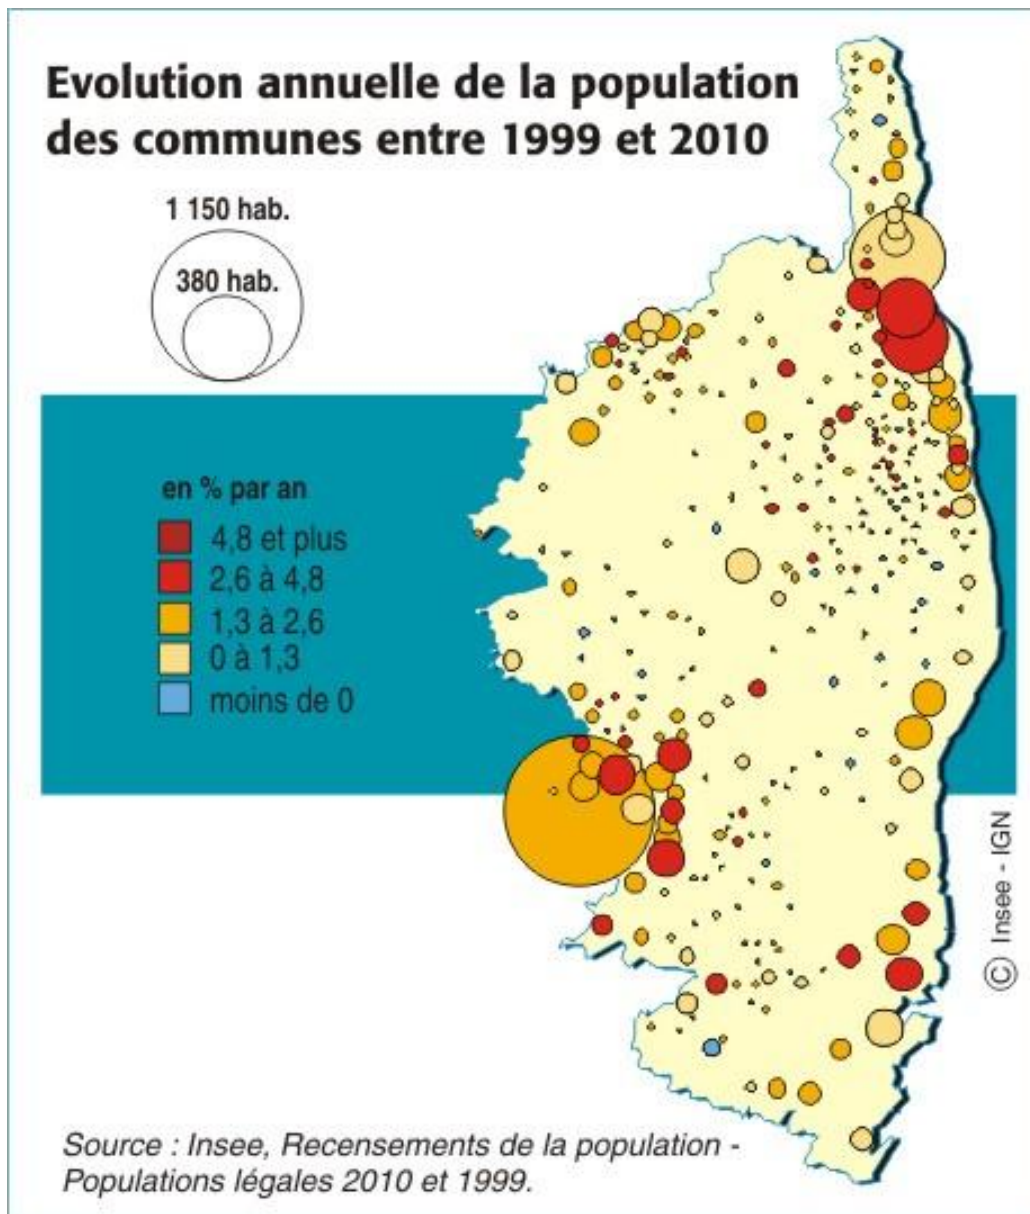 Evolution annuelle de la population
des communes entre 1999 et 2010
1 150 hab.
380 hab.
en % par an
4,8 et plus
2,6 à 4,8
1,3 à 2,6
0 à 1,3
moins de 0
© Insee - IGN
Source : Insee, Recensements de la population -
Populations légales 2010 et 1999.